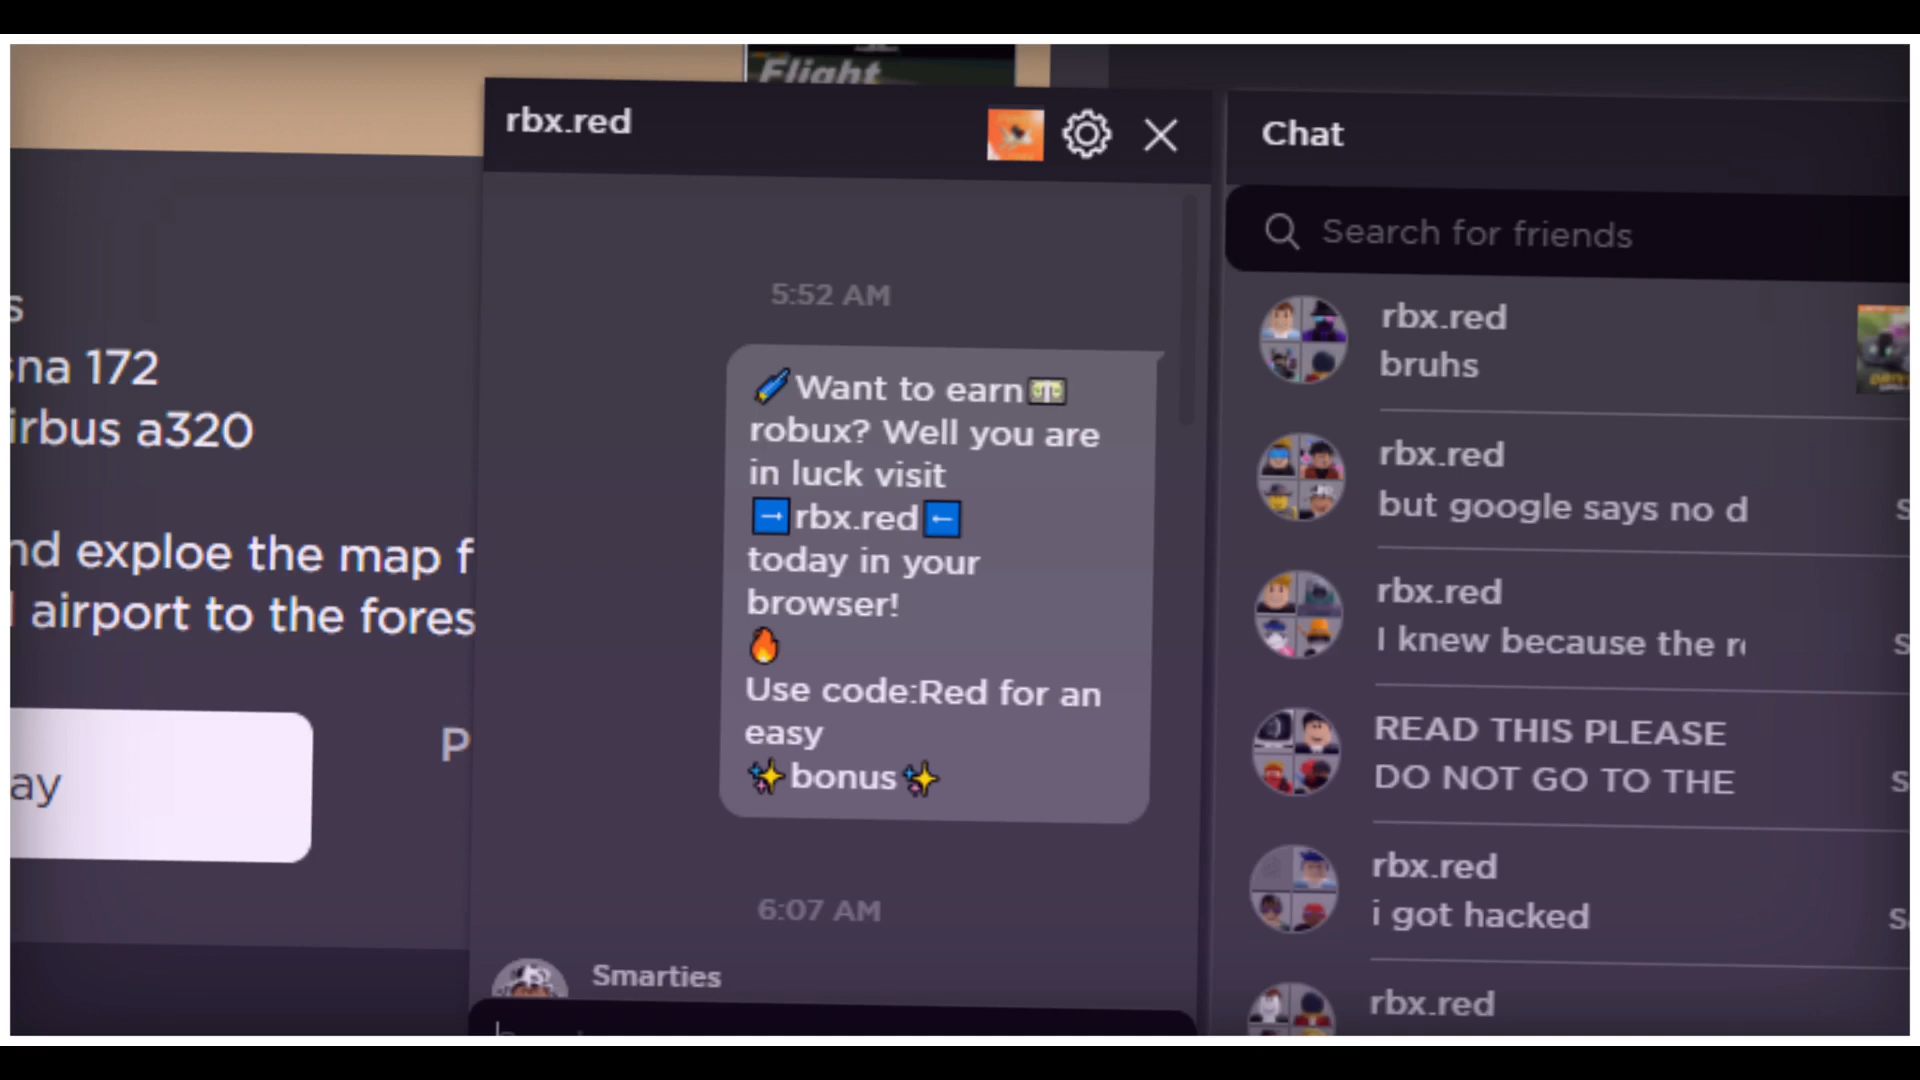 Flight
rbx.red
Chat
Search for friends
s
sna 172
irbus a320
nd exploe the map f
airport to the fores
ay
P
5:52 AM
Want to earn
robux? Well you are
in luck visit
→rbx.red←
today in your
browser!
Use code:Red for an
easy
bonus
6:07 AM
Smarties
rbx.red
bruhs
rbx.red
but google says no d
S
rbx.red
I knew because the r
S
READ THIS PLEASE
DO NOT GO TO THE
S
rbx.red
i got hacked
S
rbx.red